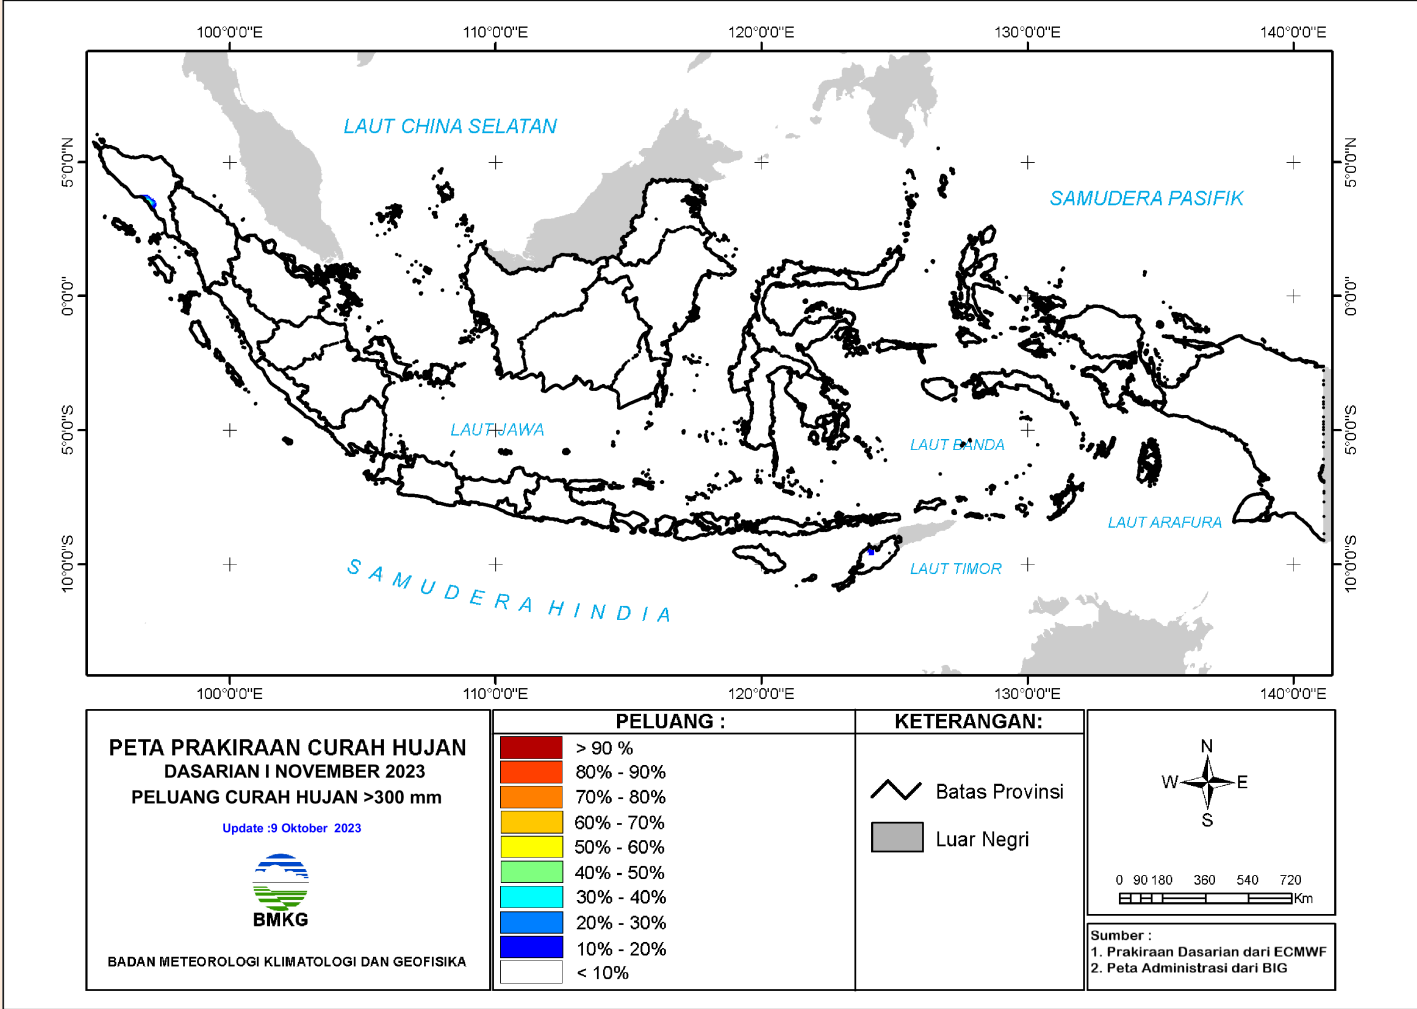 100°0'0"E 110°0'0"E 120°0'0"E 130°0'0"E 140°0'0"E
5°0'0"N
0°0'0"
5°0'0"S
10°0'0"S
LAUT CHINA SELATAN
SAMUDERA PASIFIK
LAUT JAWA
LAUT BANDA
LAUT ARAFURA
LAUT TIMOR
SAMUDERA HINDIA
5°0'0"N
0°0'0"
5°0'0"S
10°0'0"S
100°0'0"E 110°0'0"E 120°0'0"E 130°0'0"E 140°0'0"E
PETA PRAKIRAAN CURAH HUJAN
DASARIAN I NOVEMBER 2023
PELUANG CURAH HUJAN >300 mm
Update :9 Oktober 2023
BMKG
BADAN METEOROLOGI KLIMATOLOGI DAN GEOFISIKA
PELUANG :
> 90 %
80% - 90%
70% - 80%
60% - 70%
50% - 60%
40% - 50%
30% - 40%
20% - 30%
10% - 20%
< 10%
KETERANGAN:
Batas Provinsi
Luar Negri
N
W E
S
0 90 180 360 540 720
Km
Sumber :
1. Prakiraan Dasarian dari ECMWF
2. Peta Administrasi dari BIG